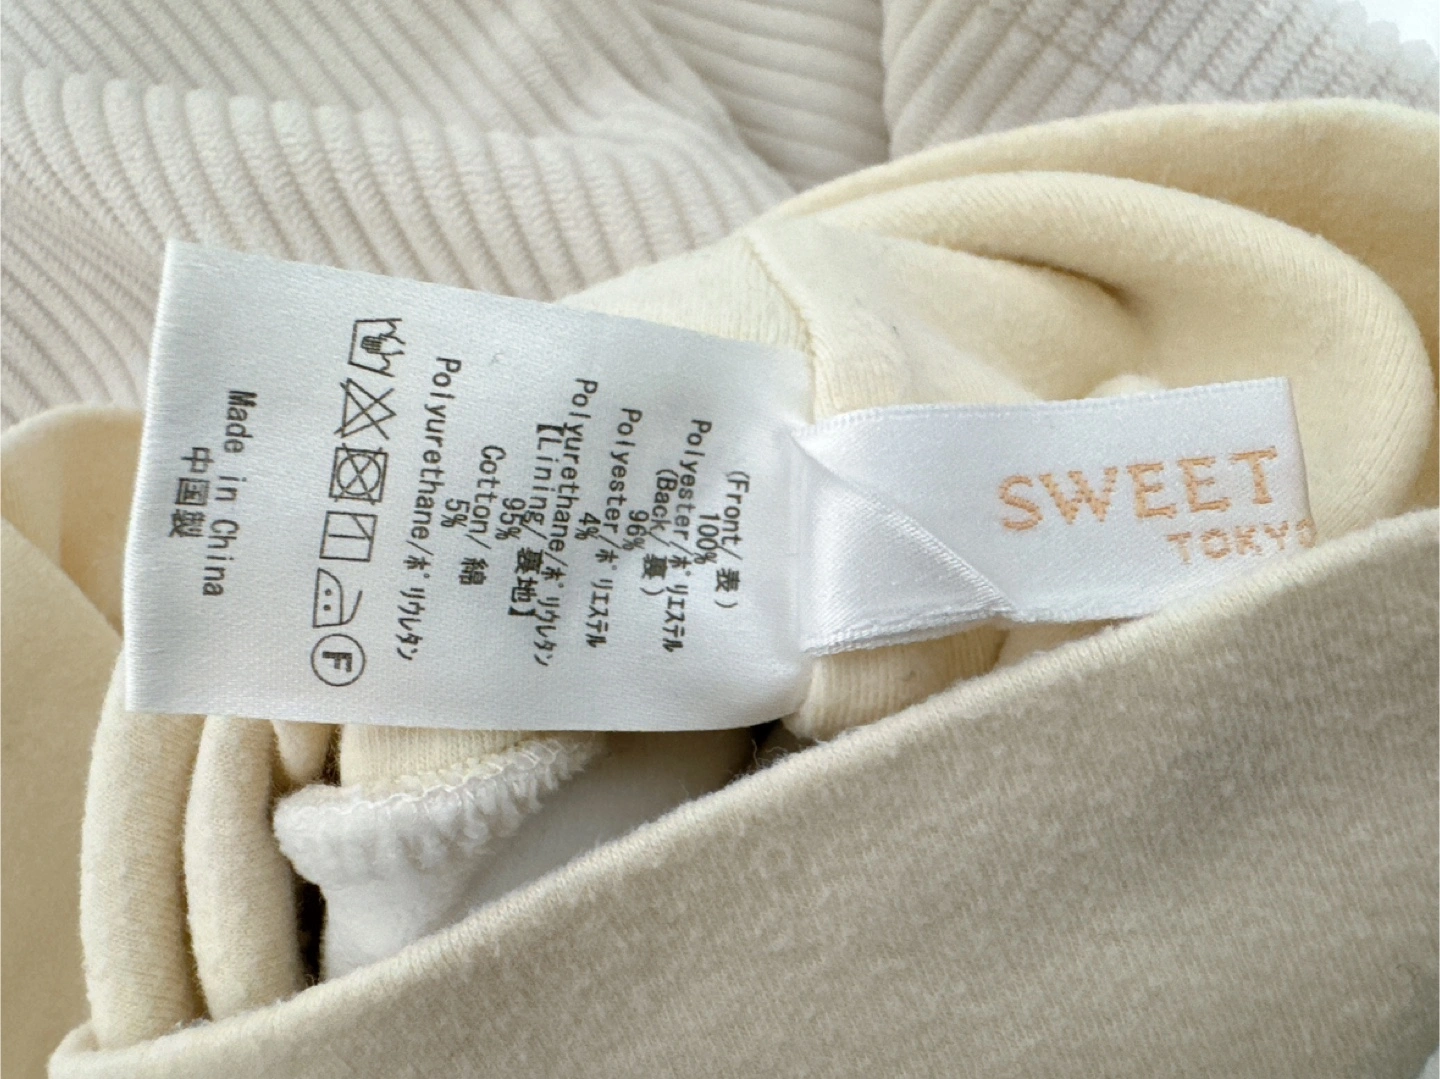 (Front/表)
100%
Polyester/ポリエステル
(Back/裏)
96%
Polyester/ポリエステル
4%
Polyurethane/ポリウレタン
【Lining/裏地】
95%
Cotton/綿
5%
Polyurethane/ポリウレタン
F
Made in China
中国製
SWEET
TOKYO